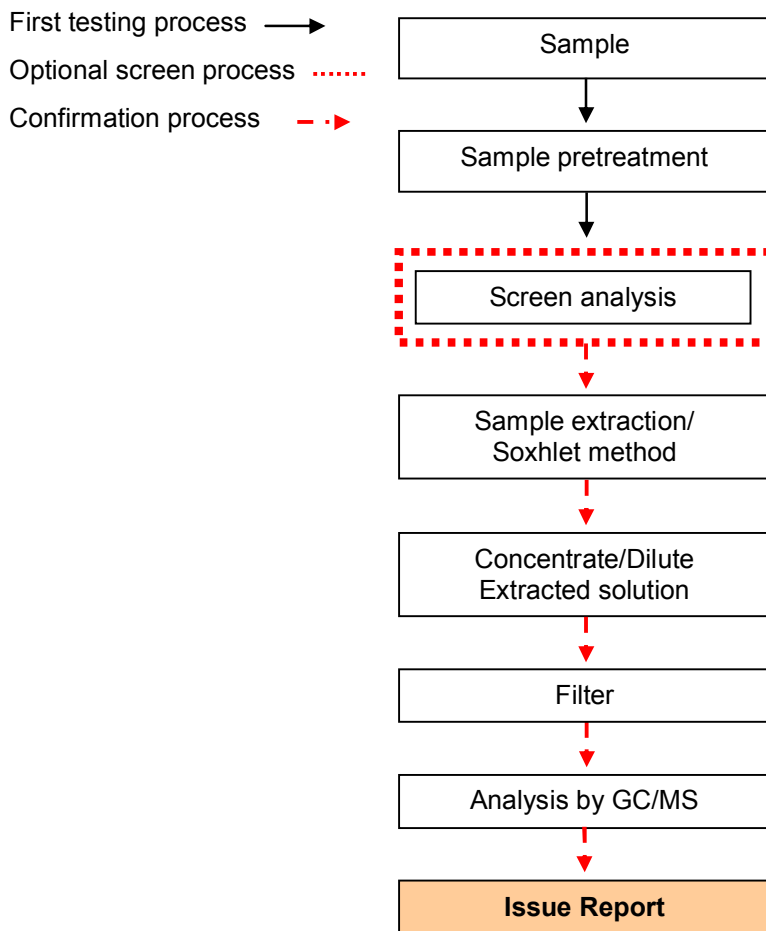 First testing process
Optional screen process
Confirmation process
Sample
Sample pretreatment
Screen analysis
Sample extraction/
Soxhlet method
Concentrate/Dilute
Extracted solution
Filter
Analysis by GC/MS
Issue Report